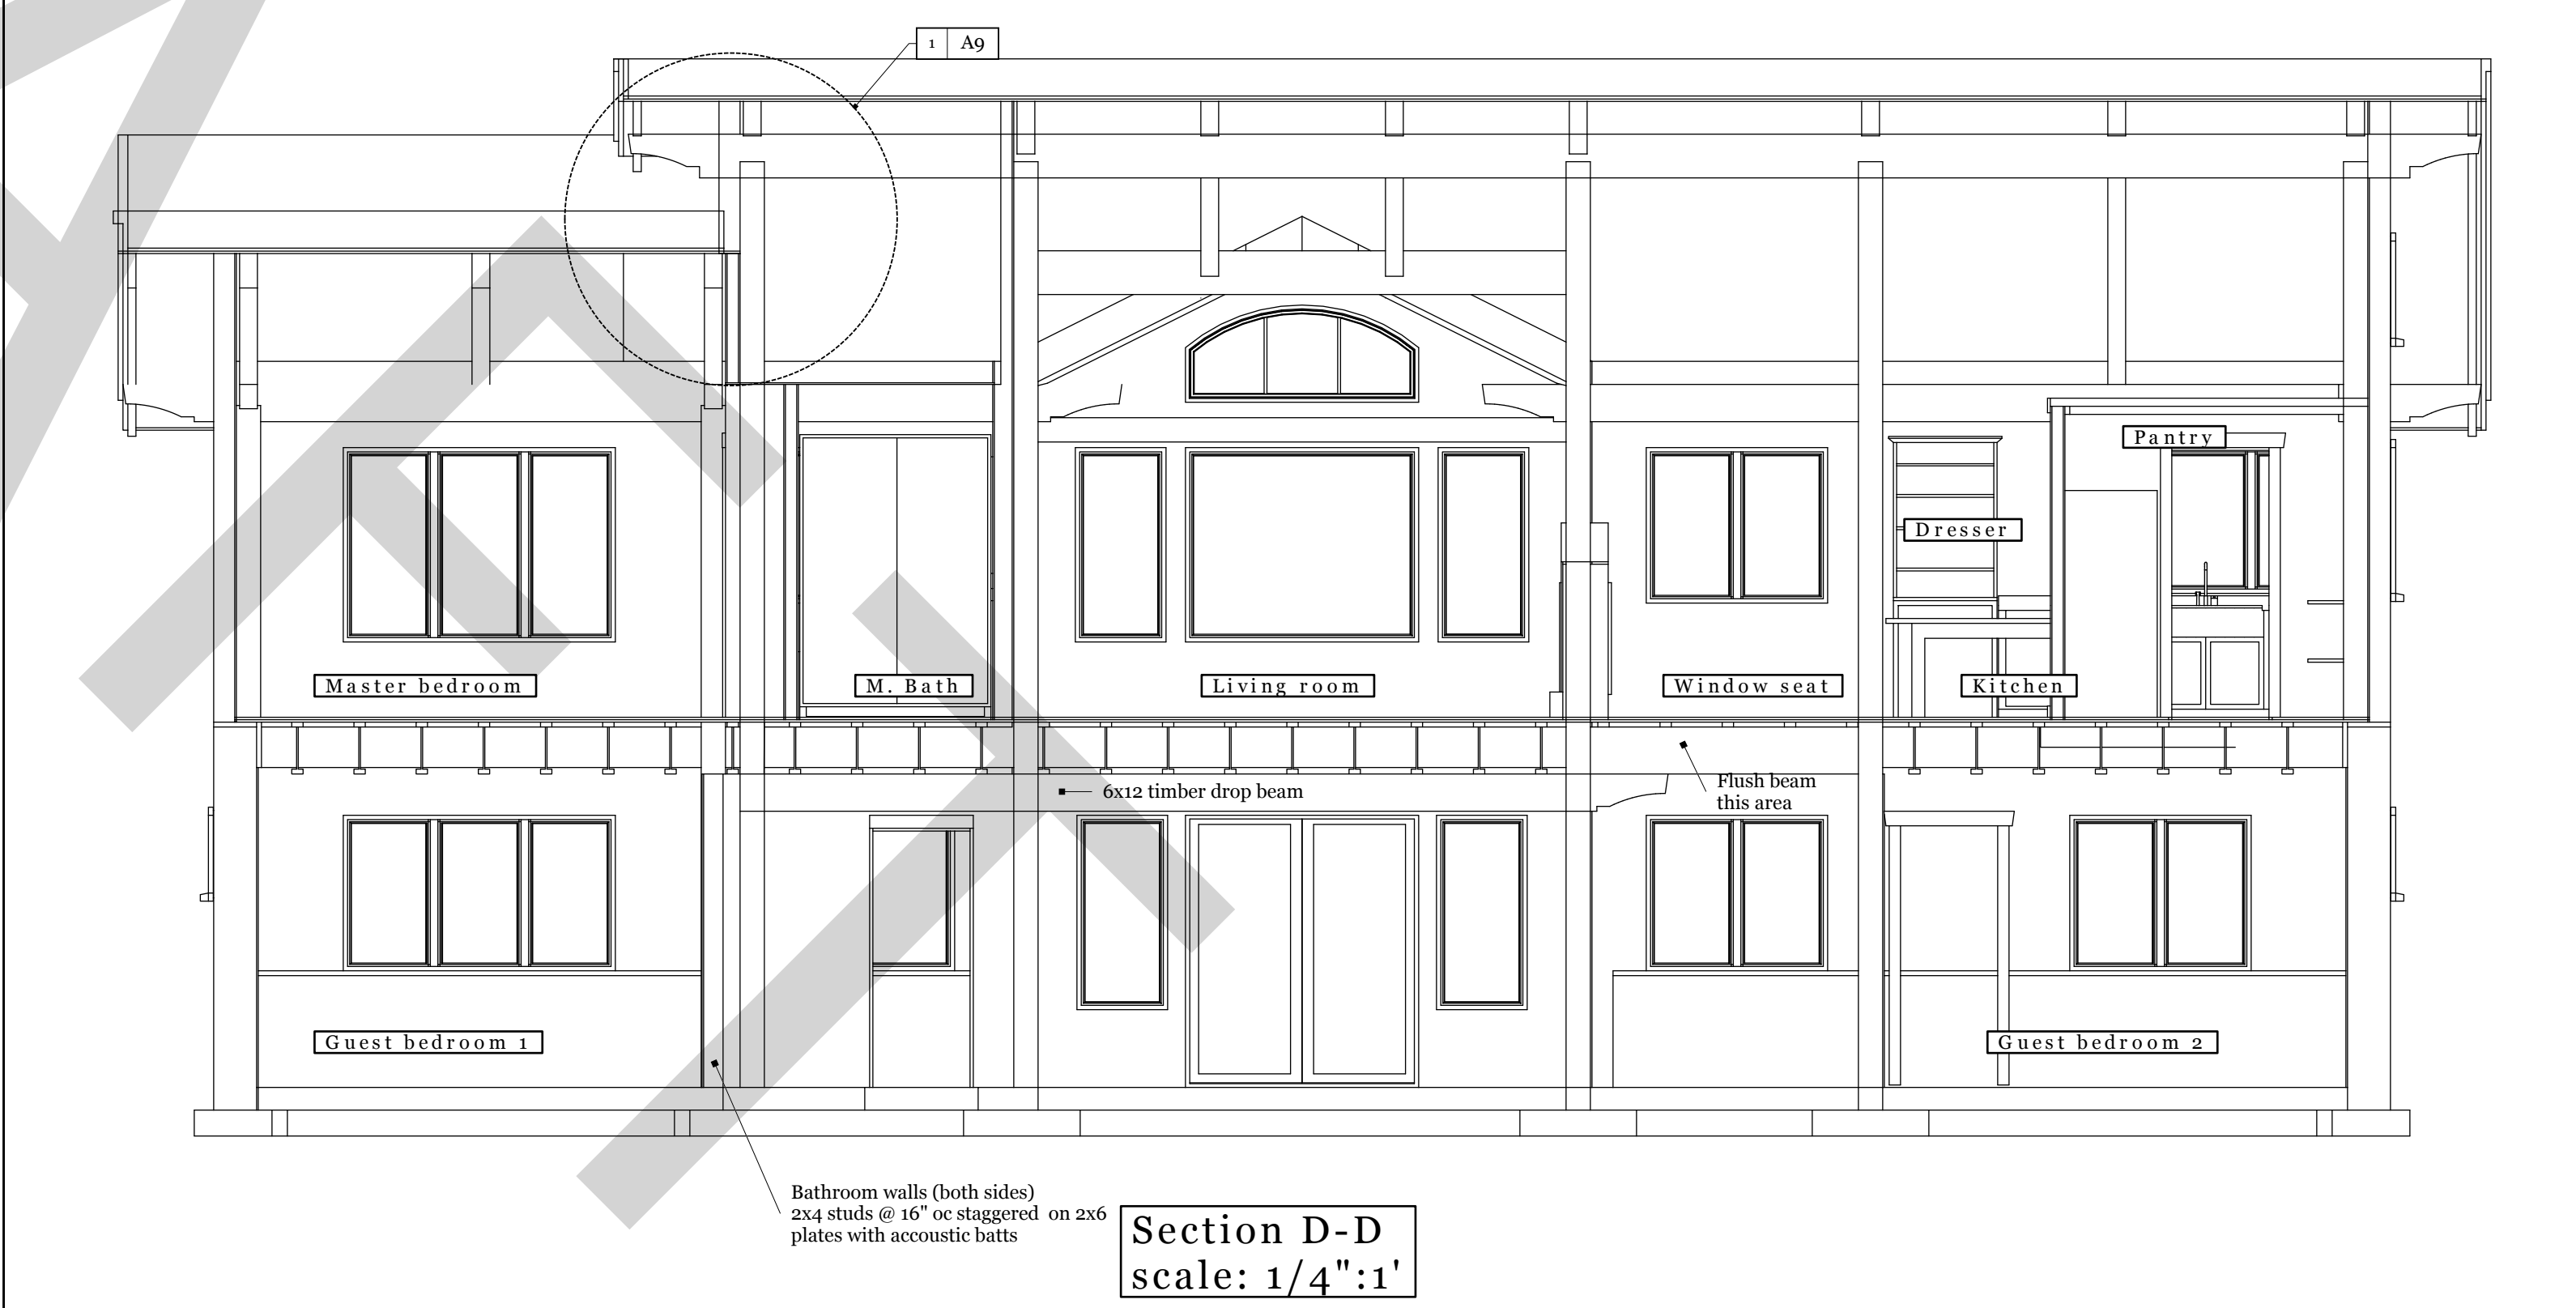 1 A9
Pantry
Dresser
Master bedroom
M. Bath
Living room
Window seat
Kitchen
6x12 timber drop beam
Flush beam
this area
Guest bedroom 1
Guest bedroom 2
Bathroom walls (both sides)
2x4 studs @ 16" oc staggered on 2x6
plates with accoustic batts
Section D-D
scale: 1/4":1'